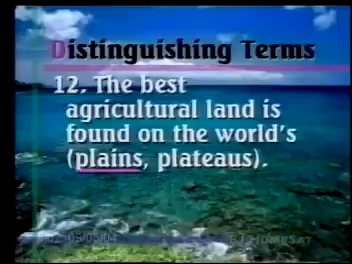 Distinguishing Terms
12. The best
agricultural land is
found on the world's
(plains, plateaus).